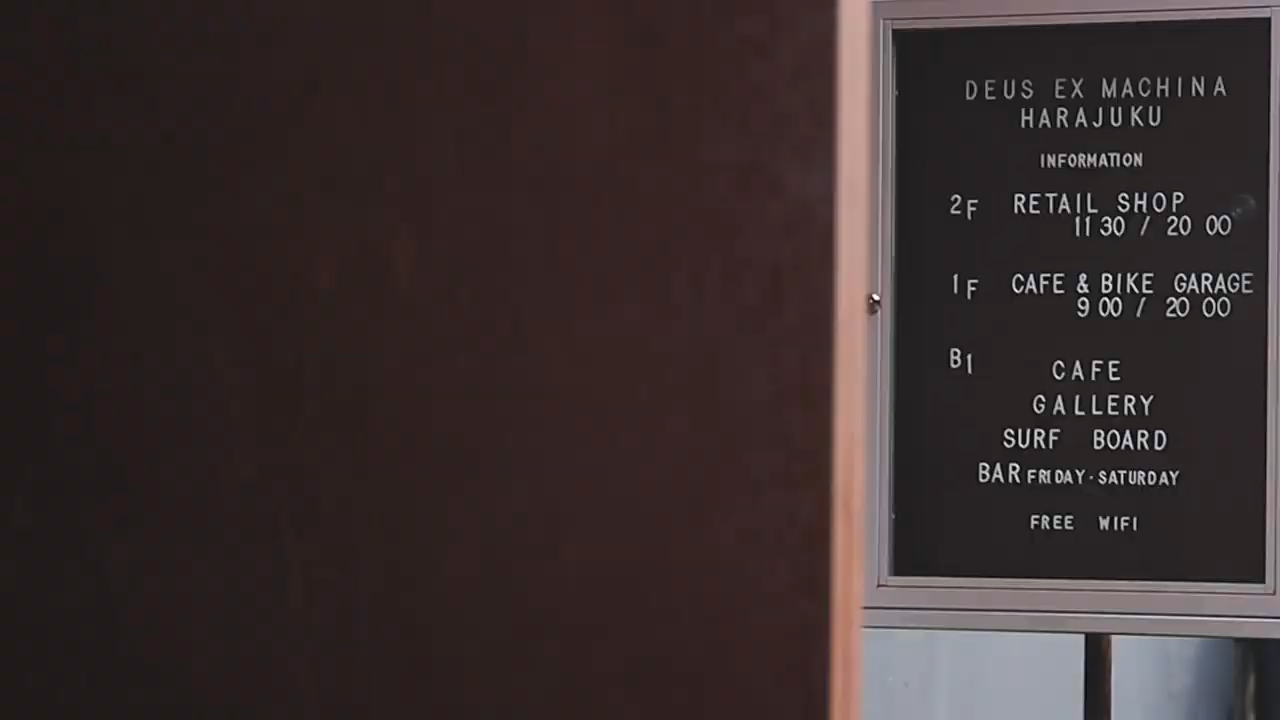 DEUS EX MACHINA
HARAJUKU
INFORMATION
2F RETAIL SHOP
11 30 / 20 00
1F CAFE & BIKE GARAGE
9 00 / 20 00
B1 CAFE
GALLERY
SURF BOARD
BAR FRIDAY·SATURDAY
FREE WIFI